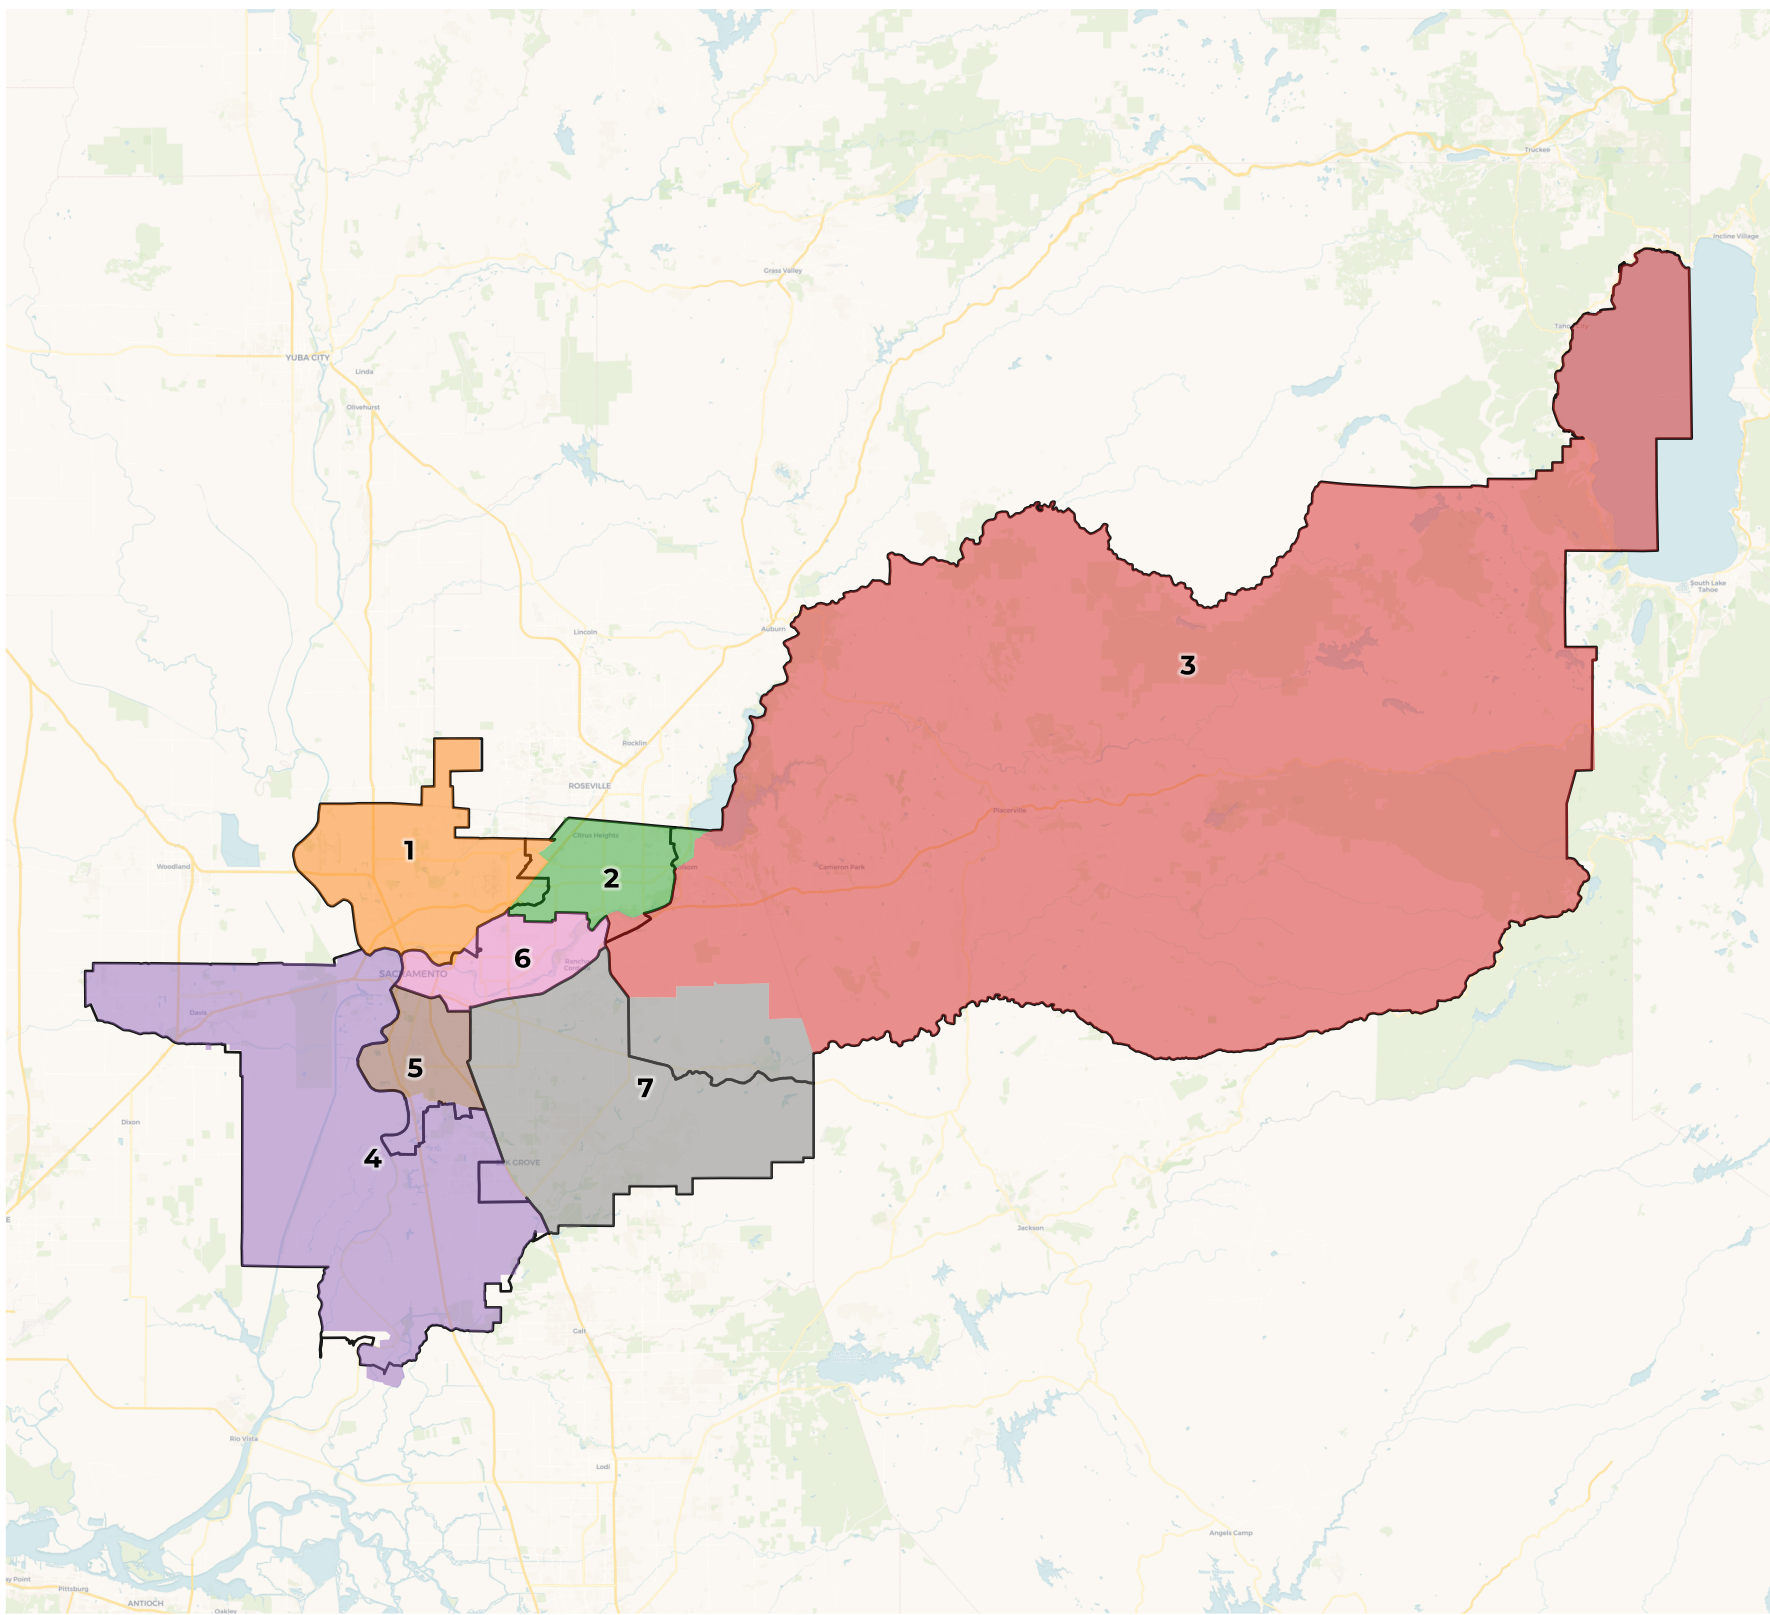 Truckee
Incline Village
Grass Valley
YUBA CITY
Linda
Olivehurst
South Lake
Tahoe
Auburn
Lincoln
3
Rocklin
ROSEVILLE
Placerville
Citrus Heights
1
Woodland
Cameron Park
2
6
SACRAMENTO
Davis
5
7
Dixon
4
GROVE
Jackson
Galt
Rio Vista
Lodi
Angels Camp
Pittsburg
ANTIOCH
Oakley